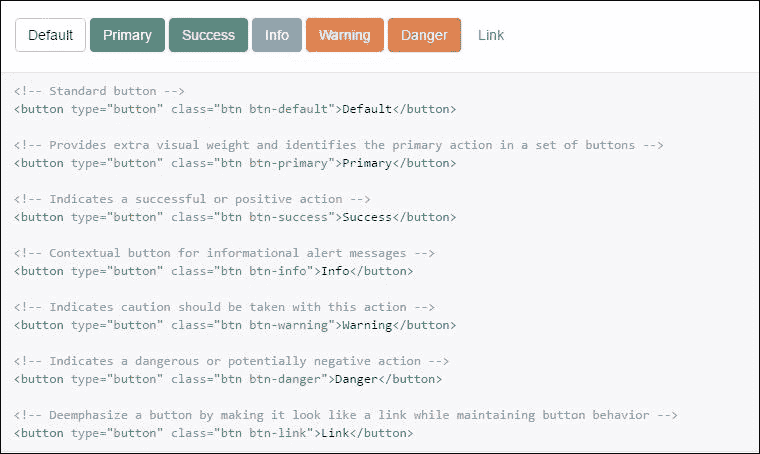 Default Primary Success Info Warning Danger Link
<!-- Standard button -->
<button type="button" class="btn btn-default">Default</button>
<!-- Provides extra visual weight and identifies the primary action in a set of buttons -->
<button type="button" class="btn btn-primary">Primary</button>
<!-- Indicates a successful or positive action -->
<button type="button" class="btn btn-success">Success</button>
<!-- Contextual button for informational alert messages -->
<button type="button" class="btn btn-info">Info</button>
<!-- Indicates caution should be taken with this action -->
<button type="button" class="btn btn-warning">Warning</button>
<!-- Indicates a dangerous or potentially negative action -->
<button type="button" class="btn btn-danger">Danger</button>
<!-- Deemphasize a button by making it look like a link while maintaining button behavior -->
<button type="button" class="btn btn-link">Link</button>